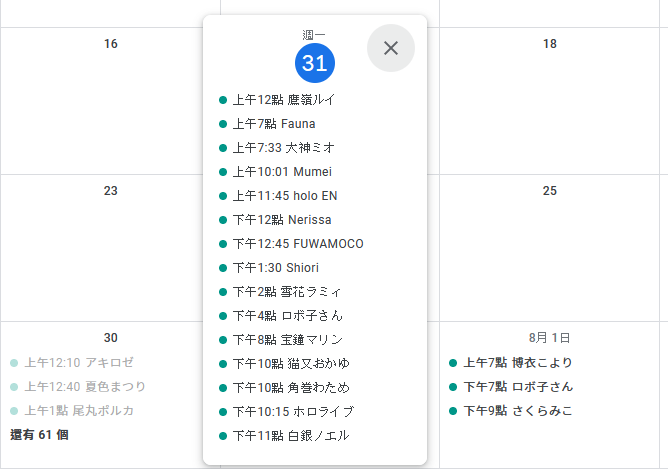 16
18
23
25
30
上午12:10 アキロゼ
上午12:40 夏色まつり
上午1點 尾丸ポルカ
還有 61 個
週一
31
上午12點 鷹嶺ルイ
上午7點 Fauna
上午7:33 大神ミオ
上午10:01 Mumei
上午11:45 holo EN
下午12點 Nerissa
下午12:45 FUWAMOCO
下午1:30 Shiori
下午2點 雪花ラミィ
下午4點 ロボ子さん
下午8點 宝鐘マリン
下午10點 猫又おかゆ
下午10點 角巻わため
下午10:15 ホロライブ
下午11點 白銀ノエル
8月 1日
上午7點 博衣こより
下午7點 ロボ子さん
下午9點 さくらみこ